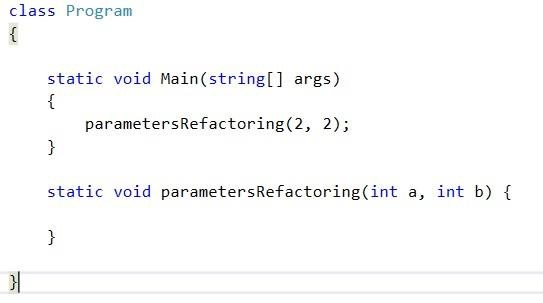 class Program
{
static void Main(string[] args)
{
parametersRefactoring(2, 2);
}
static void parametersRefactoring(int a, int b) {
}
}